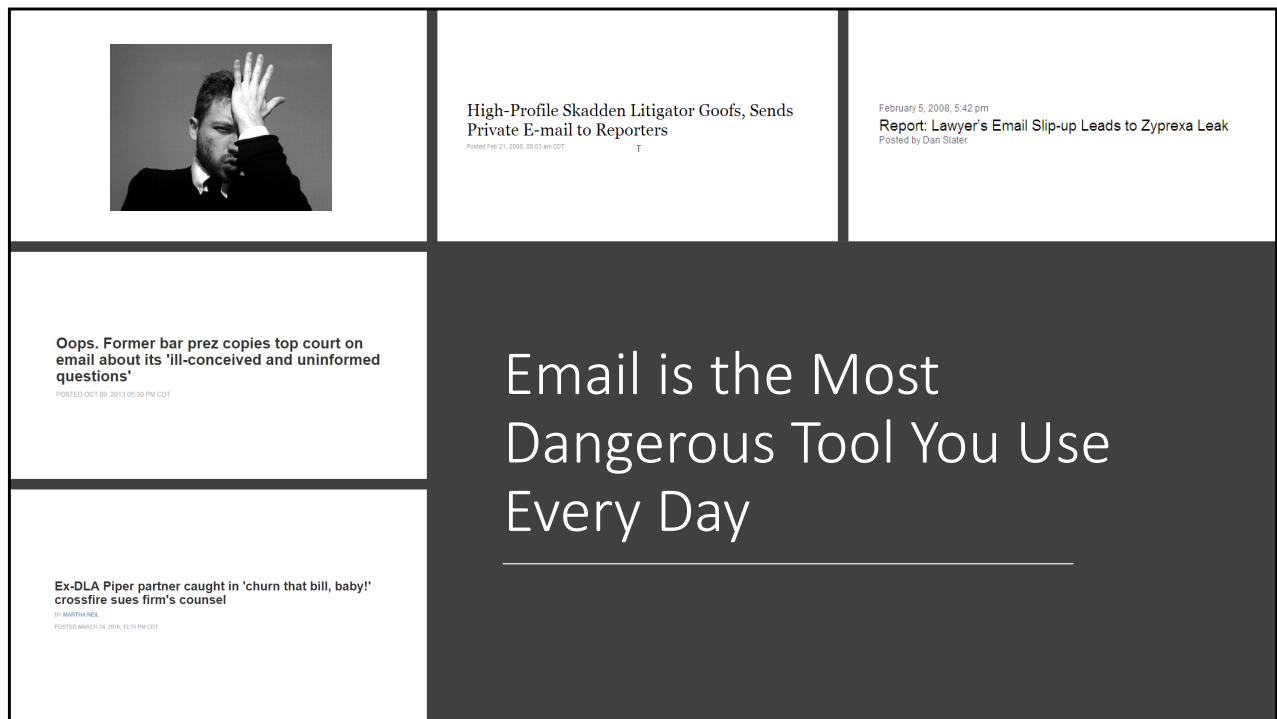 High-Profile Skadden Litigator Goofs, Sends
Private E-mail to Reporters
Posted Feb 21, 2008, 08:03 am CDT
T
February 5, 2008, 5:42 pm
Report: Lawyer's Email Slip-up Leads to Zyprexa Leak
Posted by Dan Slater
Oops. Former bar prez copies top court on
email about its 'ill-conceived and uninformed
questions'
POSTED OCT 09, 2013 05:30 PM CDT
Email is the Most
Dangerous Tool You Use
Every Day
Ex-DLA Piper partner caught in 'churn that bill, baby!'
crossfire sues firm's counsel
BY MARTHA NEIL
POSTED MARCH 24, 2016, 12:15 PM CDT